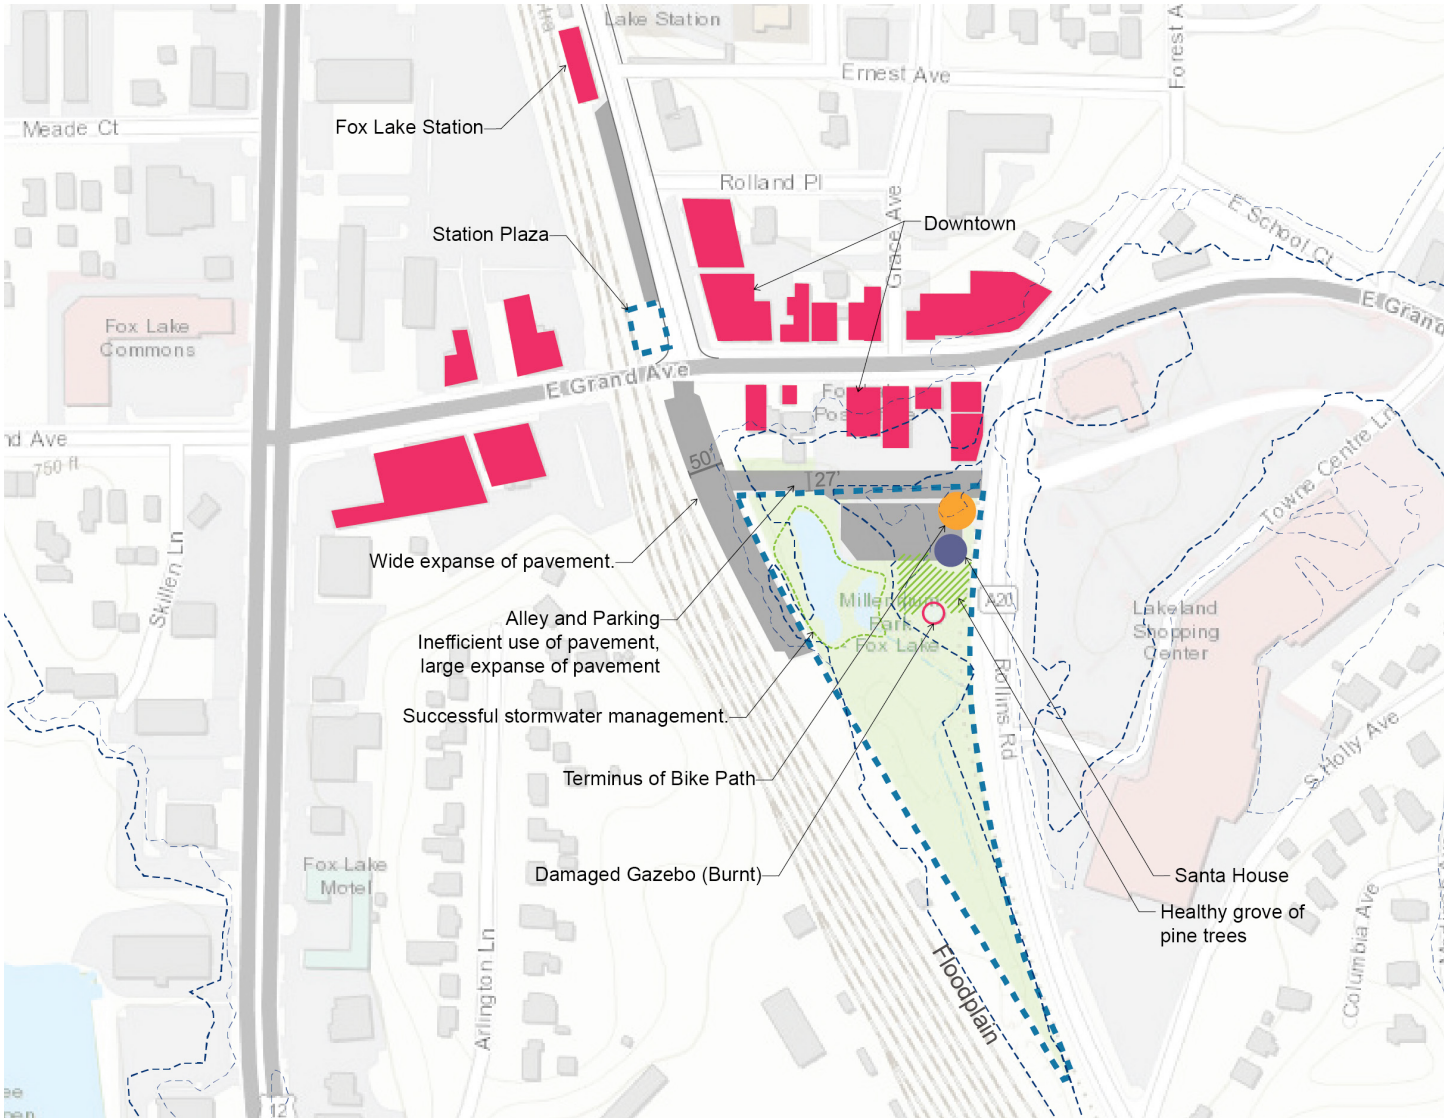 Lake Station
Ernest Ave
Forest A
Meade Ct
Fox Lake Station
Rolland Pl
Grace Ave
Downtown
E School Ct
Station Plaza
E Grand
Fox Lake
Commons
E Grand Ave
nd Ave
750 ft
50'
27'
Towne Centre Ln
Skillen Ln
Wide expanse of pavement.
Alley and Parking
Inefficient use of pavement,
large expanse of pavement
Millennium
Park
Fox Lake
A20
Lakeland
Shopping
Center
Rollins Rd
Successful stormwater management.
S Holly Ave
Terminus of Bike Path
Damaged Gazebo (Burnt)
Santa House
Healthy grove of
pine trees
Fox Lake
Motel
Arlington Ln
Floodplain
Columbia Ave
12